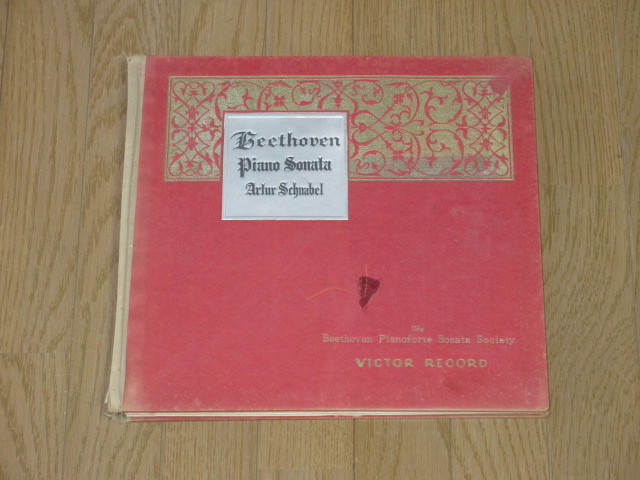 Beethoven
Piano Sonata
Artur Schnabel
The
Beethoven Pianoforte Sonata Society
VICTOR RECORD